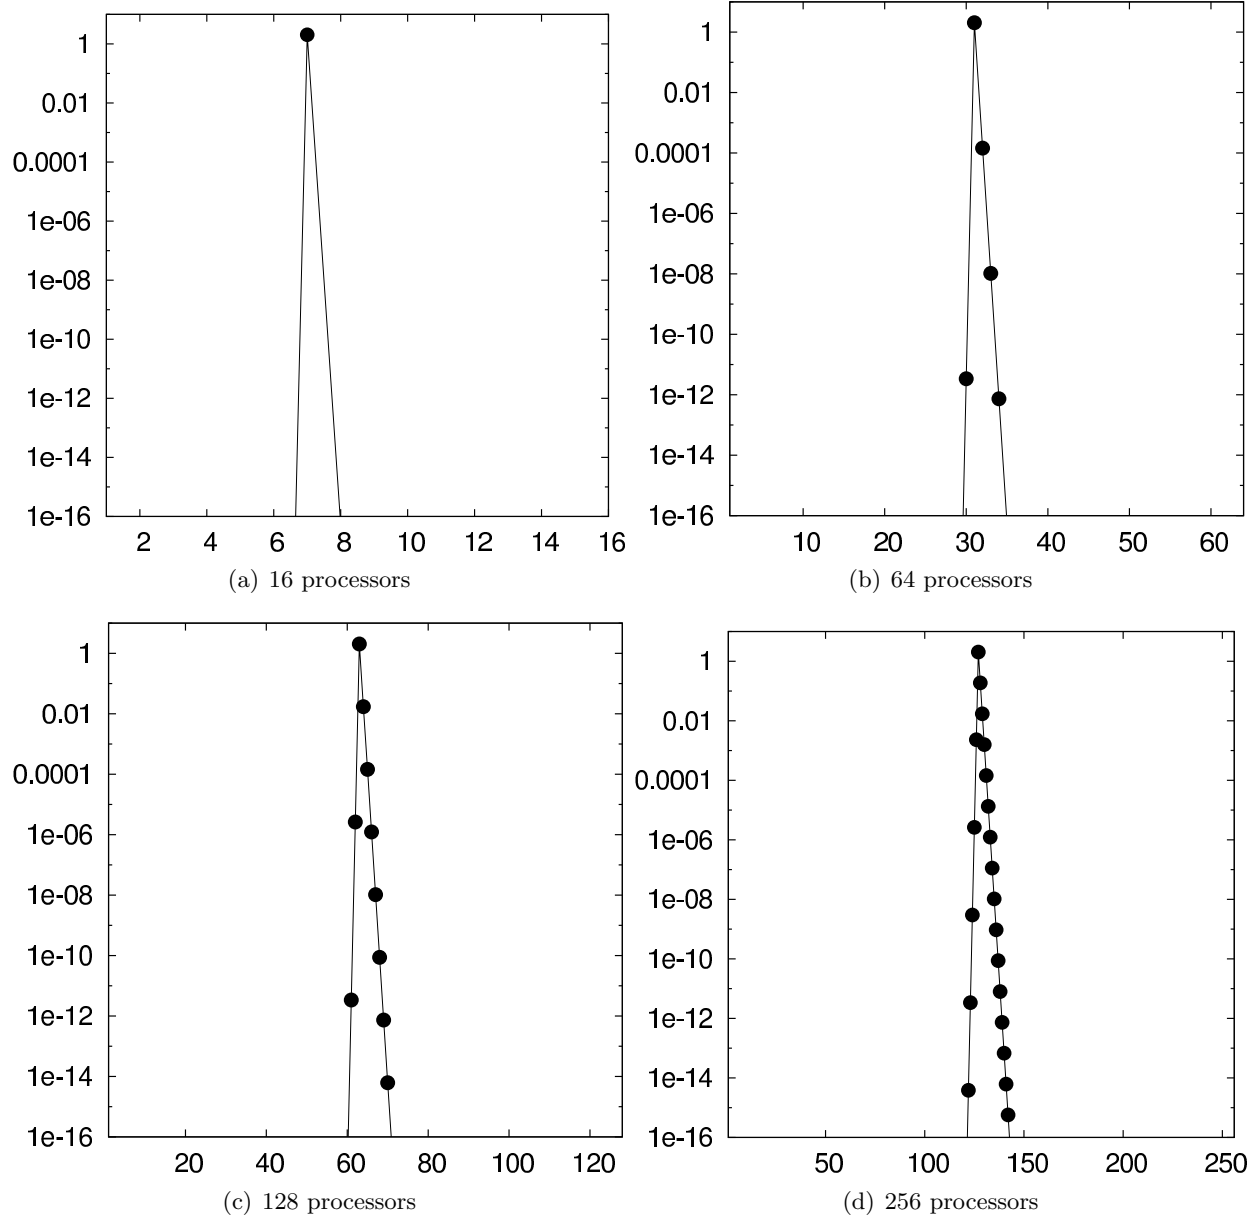 1
0.01
0.0001
1e-06
1e-08
1e-10
1e-12
1e-14
1e-16
2 4 6 8 10 12 14 16
(a) 16 processors
1
0.01
0.0001
1e-06
1e-08
1e-10
1e-12
1e-14
1e-16
10 20 30 40 50 60
(b) 64 processors
1
0.01
0.0001
1e-06
1e-08
1e-10
1e-12
1e-14
1e-16
20 40 60 80 100 120
(c) 128 processors
1
0.01
0.0001
1e-06
1e-08
1e-10
1e-12
1e-14
1e-16
50 100 150 200 250
(d) 256 processors